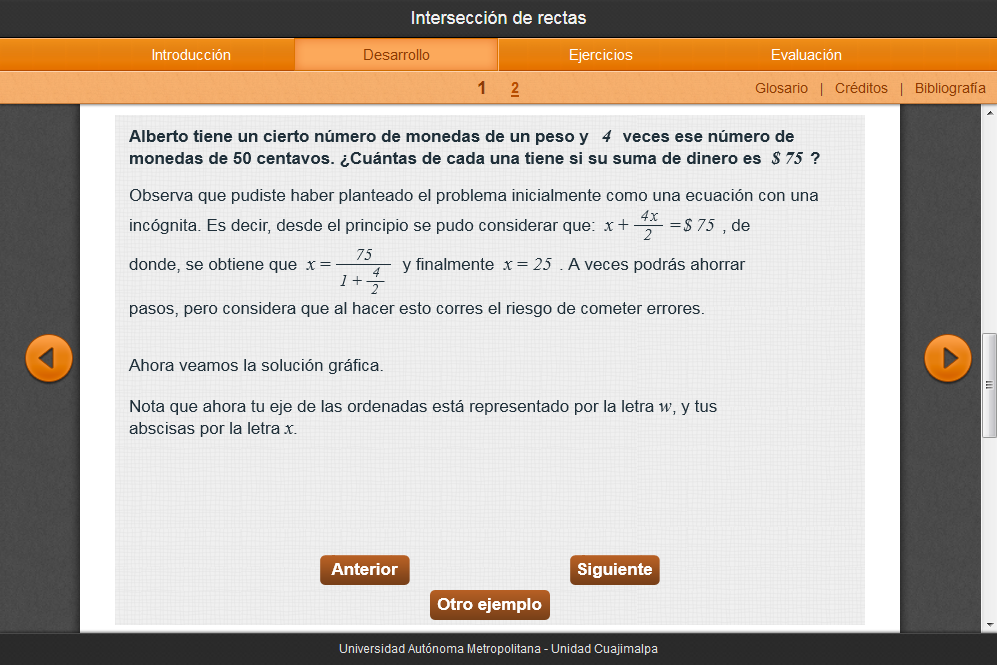 Intersección de rectas
Introducción Desarrollo Ejercicios Evaluación
1 2 Glosario | Créditos | Bibliografía
Alberto tiene un cierto número de monedas de un peso y 4 veces ese número de
monedas de 50 centavos. ¿Cuántas de cada una tiene si su suma de dinero es $ 75 ?
Observa que pudiste haber planteado el problema inicialmente como una ecuación con una
incógnita. Es decir, desde el principio se pudo considerar que: x + 4x/2 = $ 75 , de
donde, se obtiene que x = 75/(1 + 4/2) y finalmente x = 25 . A veces podrás ahorrar
pasos, pero considera que al hacer esto corres el riesgo de cometer errores.
Ahora veamos la solución gráfica.
Nota que ahora tu eje de las ordenadas está representado por la letra w, y tus
abscisas por la letra x.
Anterior Siguiente
Otro ejemplo
Universidad Autónoma Metropolitana - Unidad Cuajimalpa